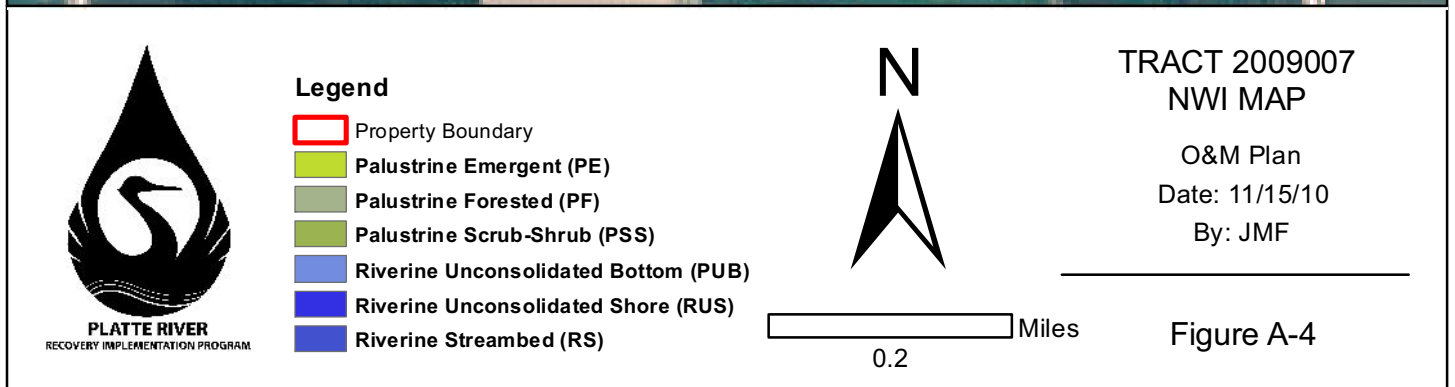 PLATTE RIVER
RECOVERY IMPLEMENTATION PROGRAM
Legend
Property Boundary
Palustrine Emergent (PE)
Palustrine Forested (PF)
Palustrine Scrub-Shrub (PSS)
Riverine Unconsolidated Bottom (PUB)
Riverine Unconsolidated Shore (RUS)
Riverine Streambed (RS)
N
Miles
0.2
TRACT 2009007
NWI MAP
O&M Plan
Date: 11/15/10
By: JMF
Figure A-4